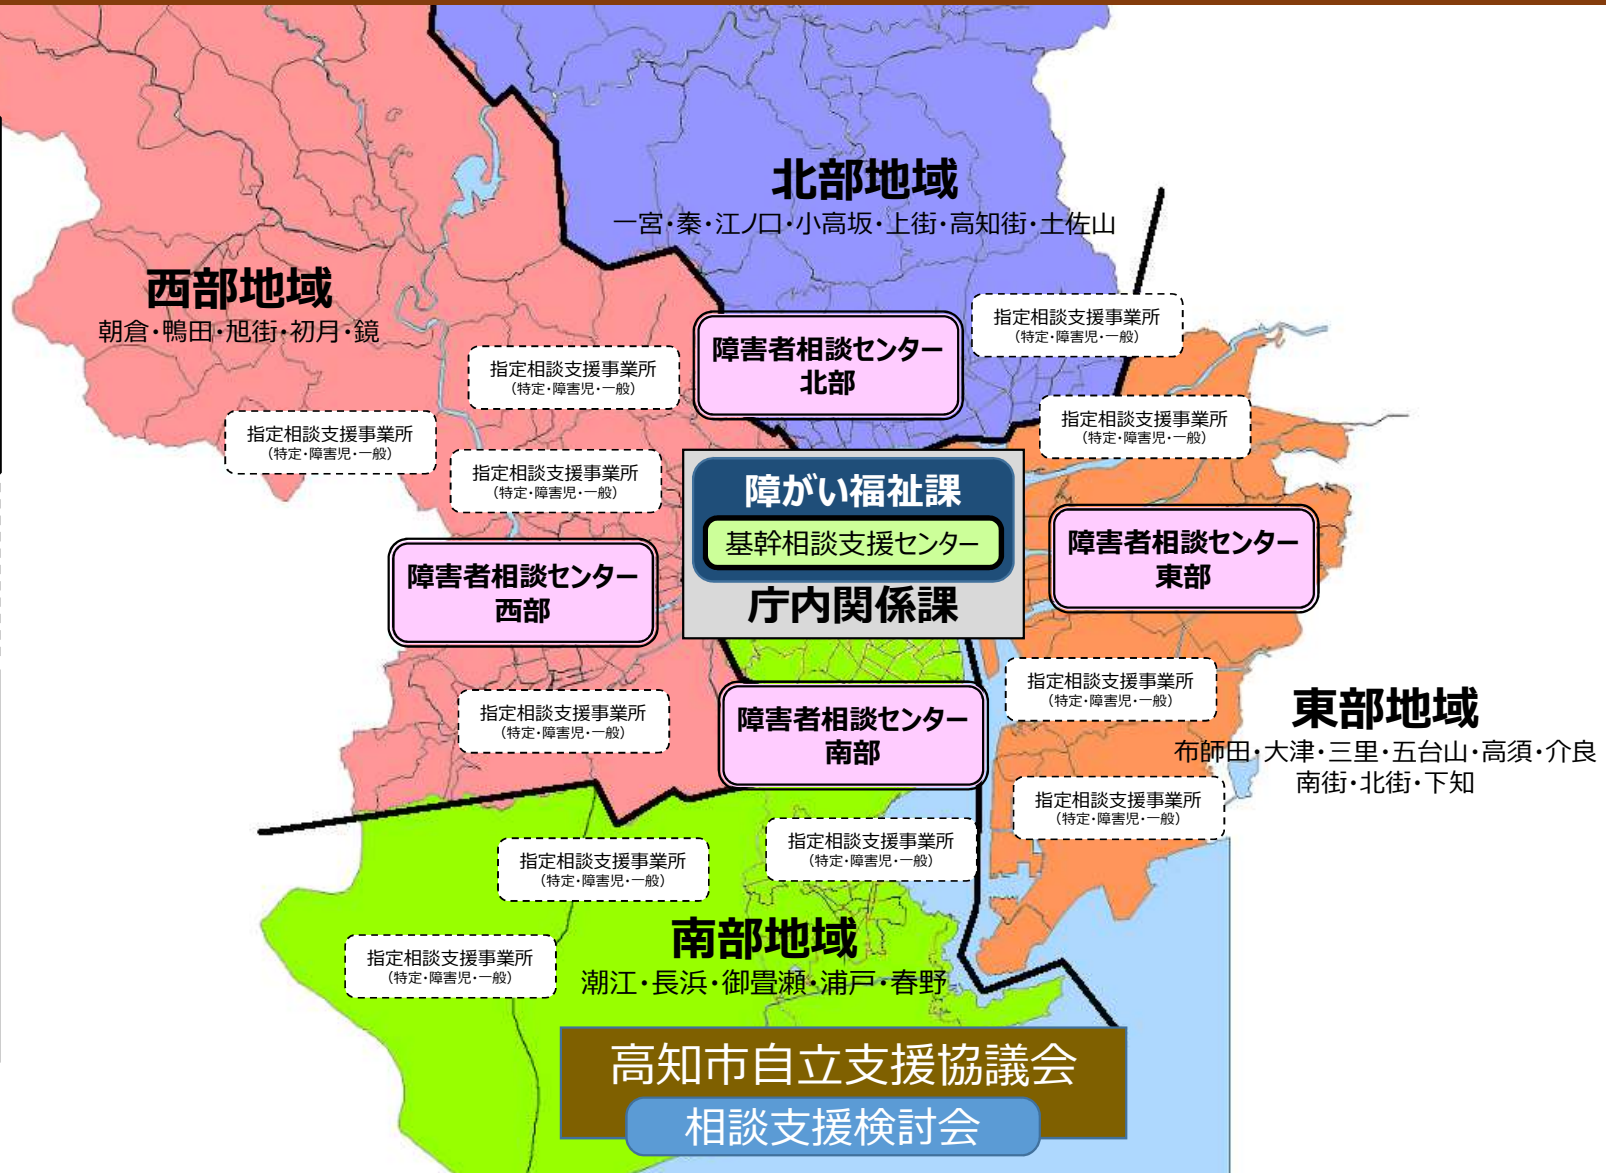 北部地域
一宮・秦・江ノ口・小高坂・上街・高知街・土佐山
西部地域
朝倉・鴨田・旭街・初月・鏡
指定相談支援事業所
（特定・障害児・一般）
障害者相談センター
北部
指定相談支援事業所
（特定・障害児・一般）
指定相談支援事業所
（特定・障害児・一般）
指定相談支援事業所
（特定・障害児・一般）
指定相談支援事業所
（特定・障害児・一般）
障がい福祉課
基幹相談支援センター
庁内関係課
障害者相談センター
東部
障害者相談センター
西部
指定相談支援事業所
（特定・障害児・一般）
指定相談支援事業所
（特定・障害児・一般）
障害者相談センター
南部
東部地域
布師田・大津・三里・五台山・高須・介良
南街・北街・下知
指定相談支援事業所
（特定・障害児・一般）
指定相談支援事業所
（特定・障害児・一般）
指定相談支援事業所
（特定・障害児・一般）
南部地域
潮江・長浜・御畳瀬・浦戸・春野
指定相談支援事業所
（特定・障害児・一般）
高知市自立支援協議会
相談支援検討会